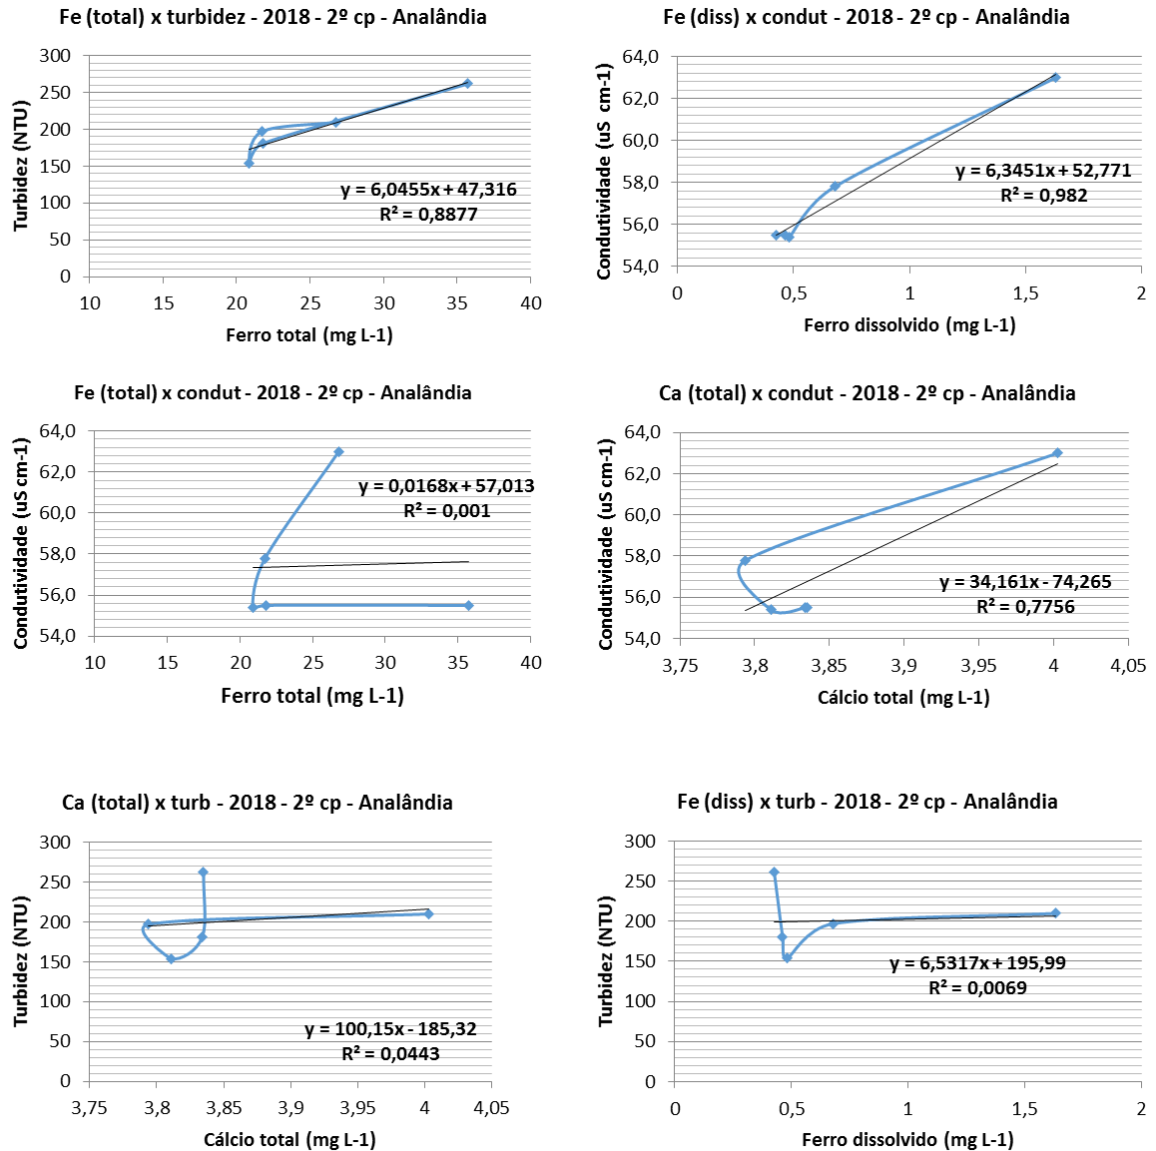 Fe (total) x turbidez - 2018 - 2º cp - Analândia
300
250
200
150
100
50
0
Turbidez (NTU)
y = 6,0455x + 47,316
R² = 0,8877
10 15 20 25 30 35 40
Ferro total (mg L-1)
Fe (diss) x condut - 2018 - 2º cp - Analândia
64,0
62,0
60,0
58,0
56,0
54,0
Condutividade (uS cm-1)
y = 6,3451x + 52,771
R² = 0,982
0 0,5 1 1,5 2
Ferro dissolvido (mg L-1)
Fe (total) x condut - 2018 - 2º cp - Analândia
64,0
62,0
60,0
58,0
56,0
54,0
Condutividade (uS cm-1)
y = 0,0168x + 57,013
R² = 0,001
10 15 20 25 30 35 40
Ferro total (mg L-1)
Ca (total) x condut - 2018 - 2º cp - Analândia
64,0
62,0
60,0
58,0
56,0
54,0
Condutividade (uS cm-1)
y = 34,161x - 74,265
R² = 0,7756
3,75 3,8 3,85 3,9 3,95 4 4,05
Cálcio total (mg L-1)
Ca (total) x turb - 2018 - 2º cp - Analândia
300
250
200
150
100
50
0
Turbidez (NTU)
y = 100,15x - 185,32
R² = 0,0443
3,75 3,8 3,85 3,9 3,95 4 4,05
Cálcio total (mg L-1)
Fe (diss) x turb - 2018 - 2º cp - Analândia
300
250
200
150
100
50
0
Turbidez (NTU)
y = 6,5317x + 195,99
R² = 0,0069
0 0,5 1 1,5 2
Ferro dissolvido (mg L-1)